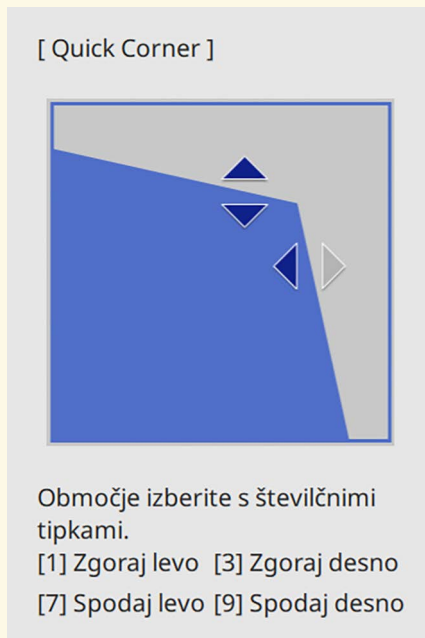 [ Quick Corner ]
Območje izberite s številčnimi
tipkami.
[1] Zgoraj levo [3] Zgoraj desno
[7] Spodaj levo [9] Spodaj desno